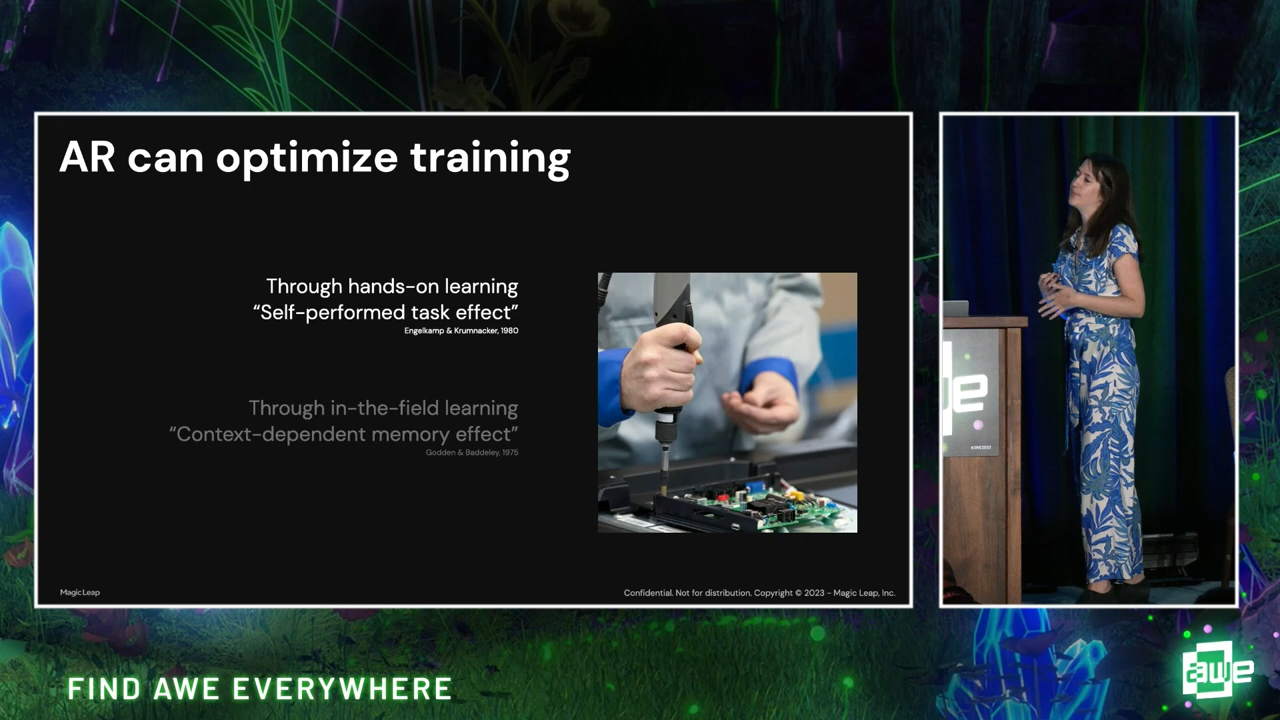 AR can optimize training
Through hands-on learning
“Self-performed task effect”
Engelkamp & Krumnacker, 1980
Through in-the-field learning
“Context-dependent memory effect”
Godden & Baddeley, 1975
MagicLeap
Confidential. Not for distribution. Copyright © 2023 - Magic Leap, Inc.
we
FIND AWE EVERYWHERE
awe